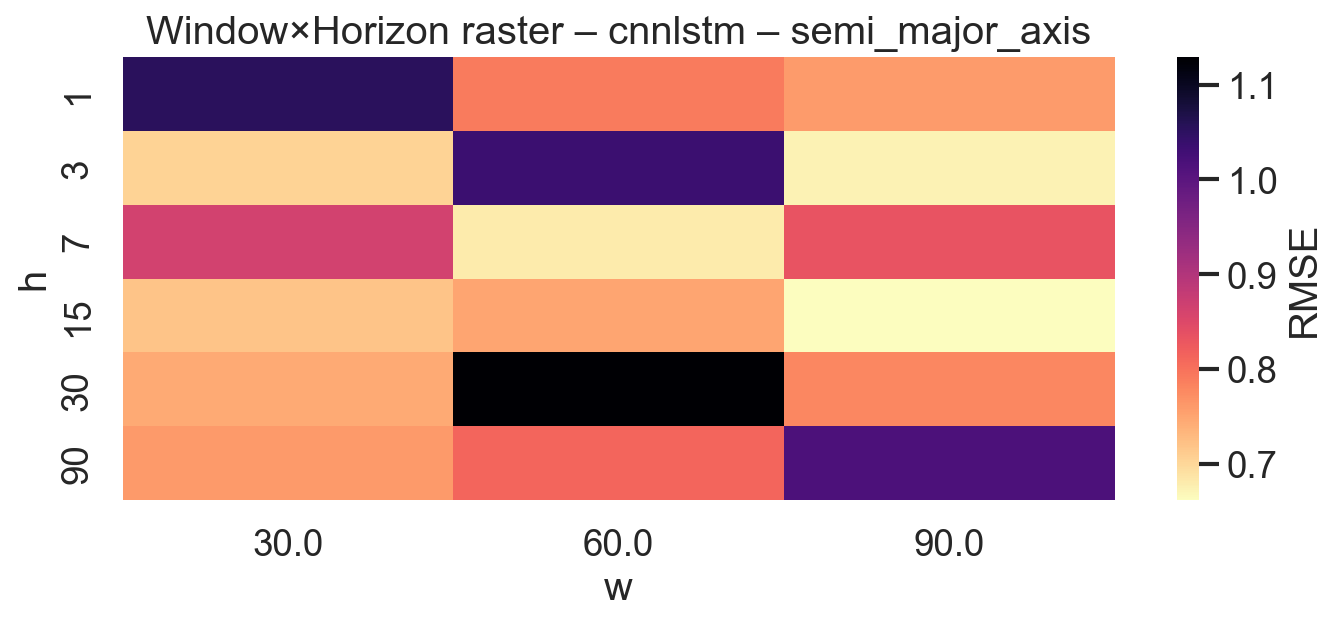 Window×Horizon raster – cnnlstm – semi_major_axis
h
1
3
7
15
30
90
30.0 60.0 90.0
w
1.1
1.0
0.9
0.8
0.7
RMSE